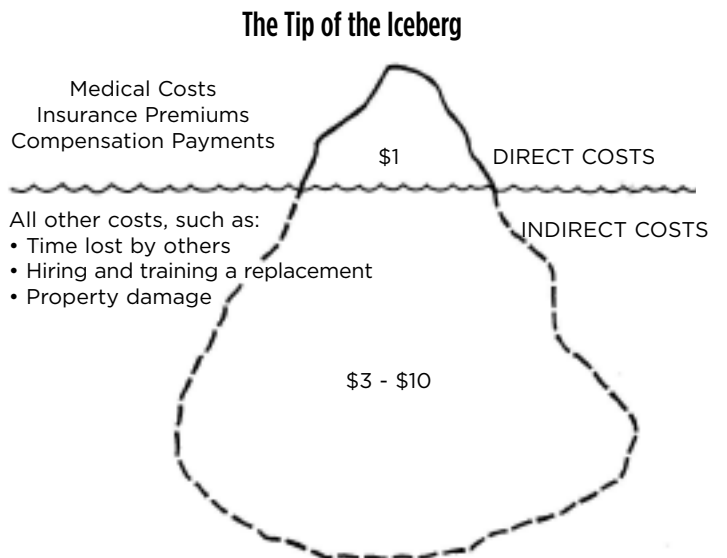 The Tip of the Iceberg
Medical Costs
Insurance Premiums
Compensation Payments
$1
DIRECT COSTS
All other costs, such as:
• Time lost by others
• Hiring and training a replacement
• Property damage
INDIRECT COSTS
$3 - $10